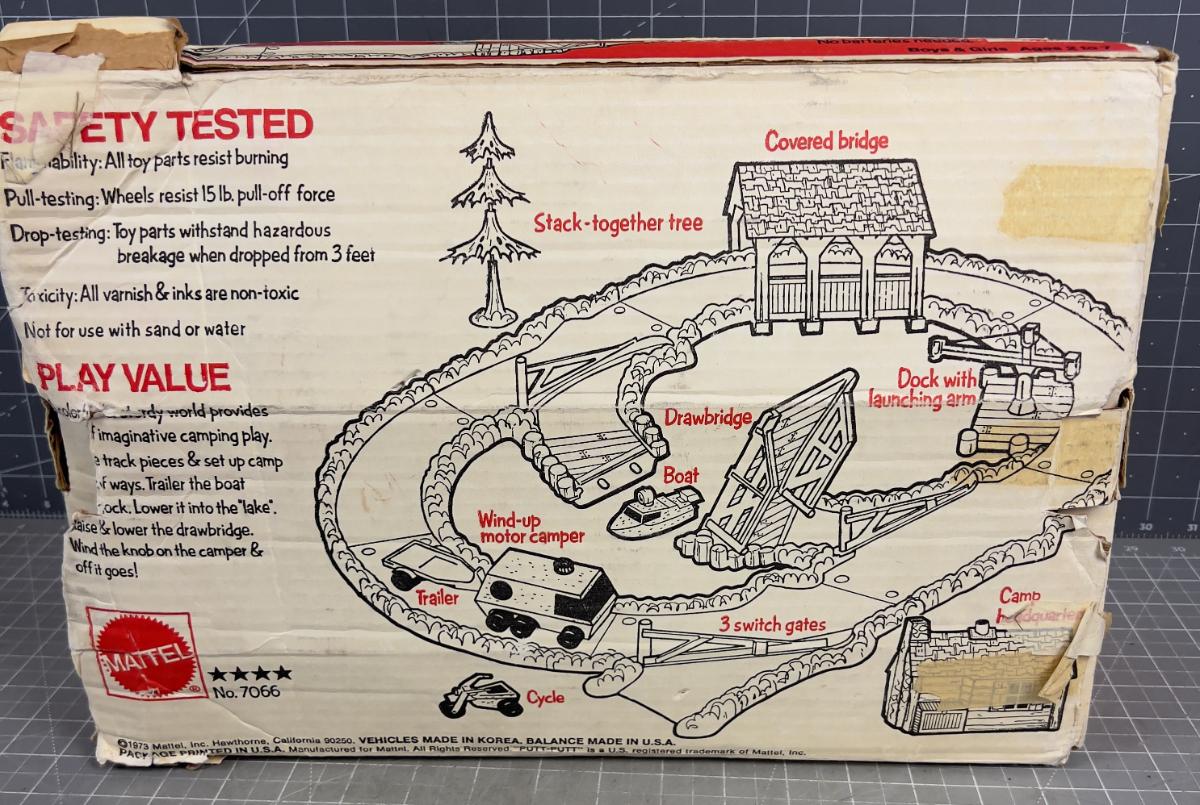 No batteries needed
Boys & Girls Ages 2 to 7
SAFETY TESTED
Flammability: All toy parts resist burning
Pull-testing: Wheels resist 15 lb. pull-off force
Drop-testing: Toy parts withstand hazardous
breakage when dropped from 3 feet
Toxicity: All varnish & inks are non-toxic
Not for use with sand or water
PLAY VALUE
world provides
imaginative camping play.
track pieces & set up camp
of ways. Trailer the boat
Lower it into the "lake".
Raise & lower the drawbridge.
Wind the knob on the camper &
off it goes!
MATTEL
®
★★★★
No. 7066
Stack-together tree
Covered bridge
Dock with
launching arm
Drawbridge
Boat
Wind-up
motor camper
Trailer
3 switch gates
Camp
headquarters
Cycle
©1973 Mattel, Inc. Hawthorne, California 90250. VEHICLES MADE IN KOREA, BALANCE MADE IN U.S.A.
PACKAGE PRINTED IN U.S.A. Manufactured for Mattel. All Rights Reserved. "PUTT-PUTT" is a U.S. registered trademark of Mattel, Inc.